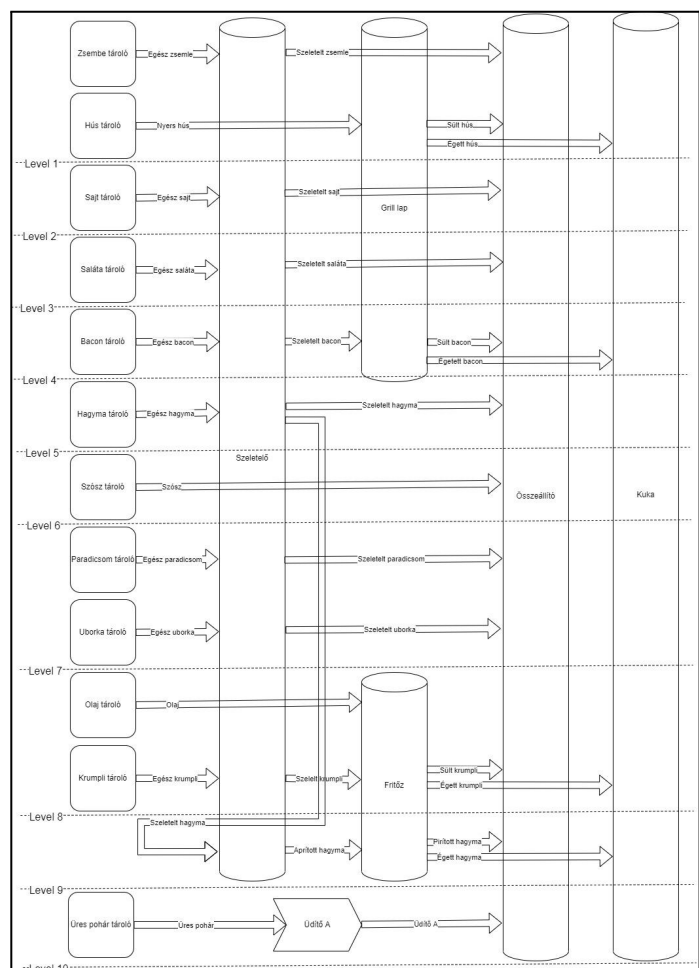 Zsembe tároló
Egész zsemle
Szeletelt zsemle
Hús tároló
Nyers hús
Sült hús
Égett hús
Level 1
Sajt tároló
Egész sajt
Szeletelt sajt
Grill lap
Level 2
Saláta tároló
Egész saláta
Szeletelt saláta
Level 3
Bacon tároló
Egész bacon
Szeletelt bacon
Sült bacon
Égetett bacon
Level 4
Hagyma tároló
Egész hagyma
Szeletelt hagyma
Level 5
Szeletelő
Szósz tároló
Szósz
Összeállító
Kuka
Level 6
Paradicsom tároló
Egész paradicsom
Szeletelt paradicsom
Uborka tároló
Egész uborka
Szeletelt uborka
Level 7
Olaj tároló
Olaj
Krumpli tároló
Egész krumpli
Szelelt krumpli
Fritőz
Sült krumpli
Égett krumpli
Level 8
Szeletelt hagyma
Aprított hagyma
Pirított hagyma
Égett hagyma
Level 9
Üres pohár tároló
Üres pohár
Üdítő A
Üdítő A
Level 10